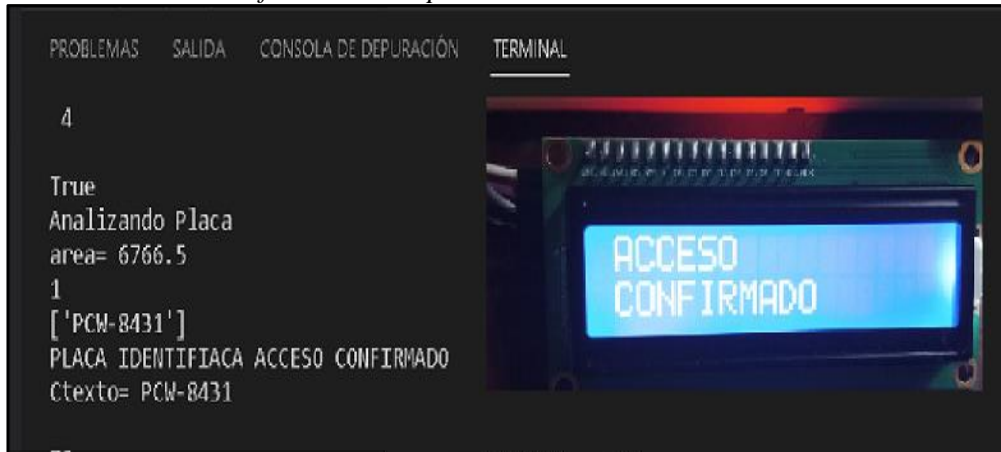 PROBLEMAS SALIDA CONSOLA DE DEPURACIÓN TERMINAL
4
True
Analizando Placa
area= 6766.5
1
['PCW-8431']
PLACA IDENTIFIACA ACCESO CONFIRMADO
Ctexto= PCW-8431
ACCESO
CONFIRMADO